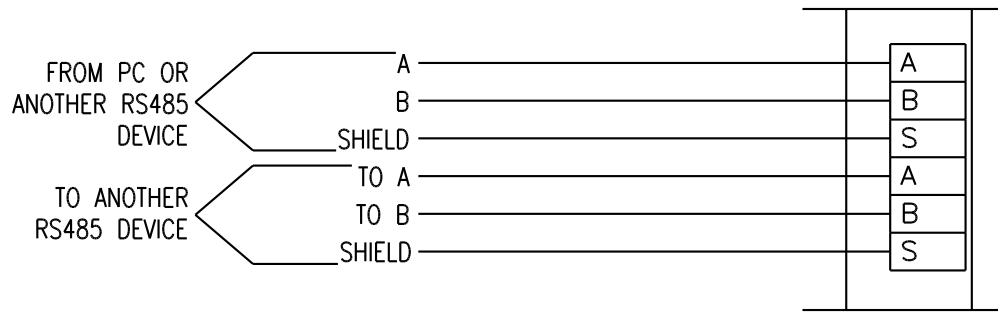 FROM PC OR
ANOTHER RS485
DEVICE
A
B
SHIELD
TO ANOTHER
RS485 DEVICE
TO A
TO B
SHIELD
A
B
S
A
B
S